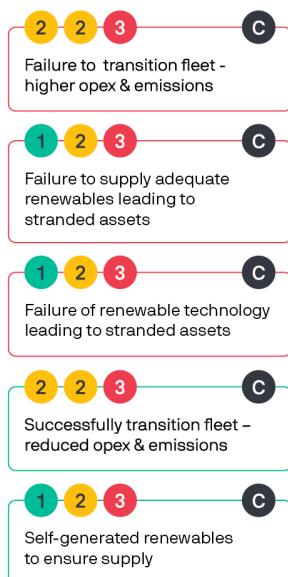 2 2 3 C
Failure to transition fleet -
higher opex & emissions
1 2 3 C
Failure to supply adequate
renewables leading to
stranded assets
1 2 3 C
Failure of renewable technology
leading to stranded assets
2 2 3 C
Successfully transition fleet –
reduced opex & emissions
1 2 3 C
Self-generated renewables
to ensure supply